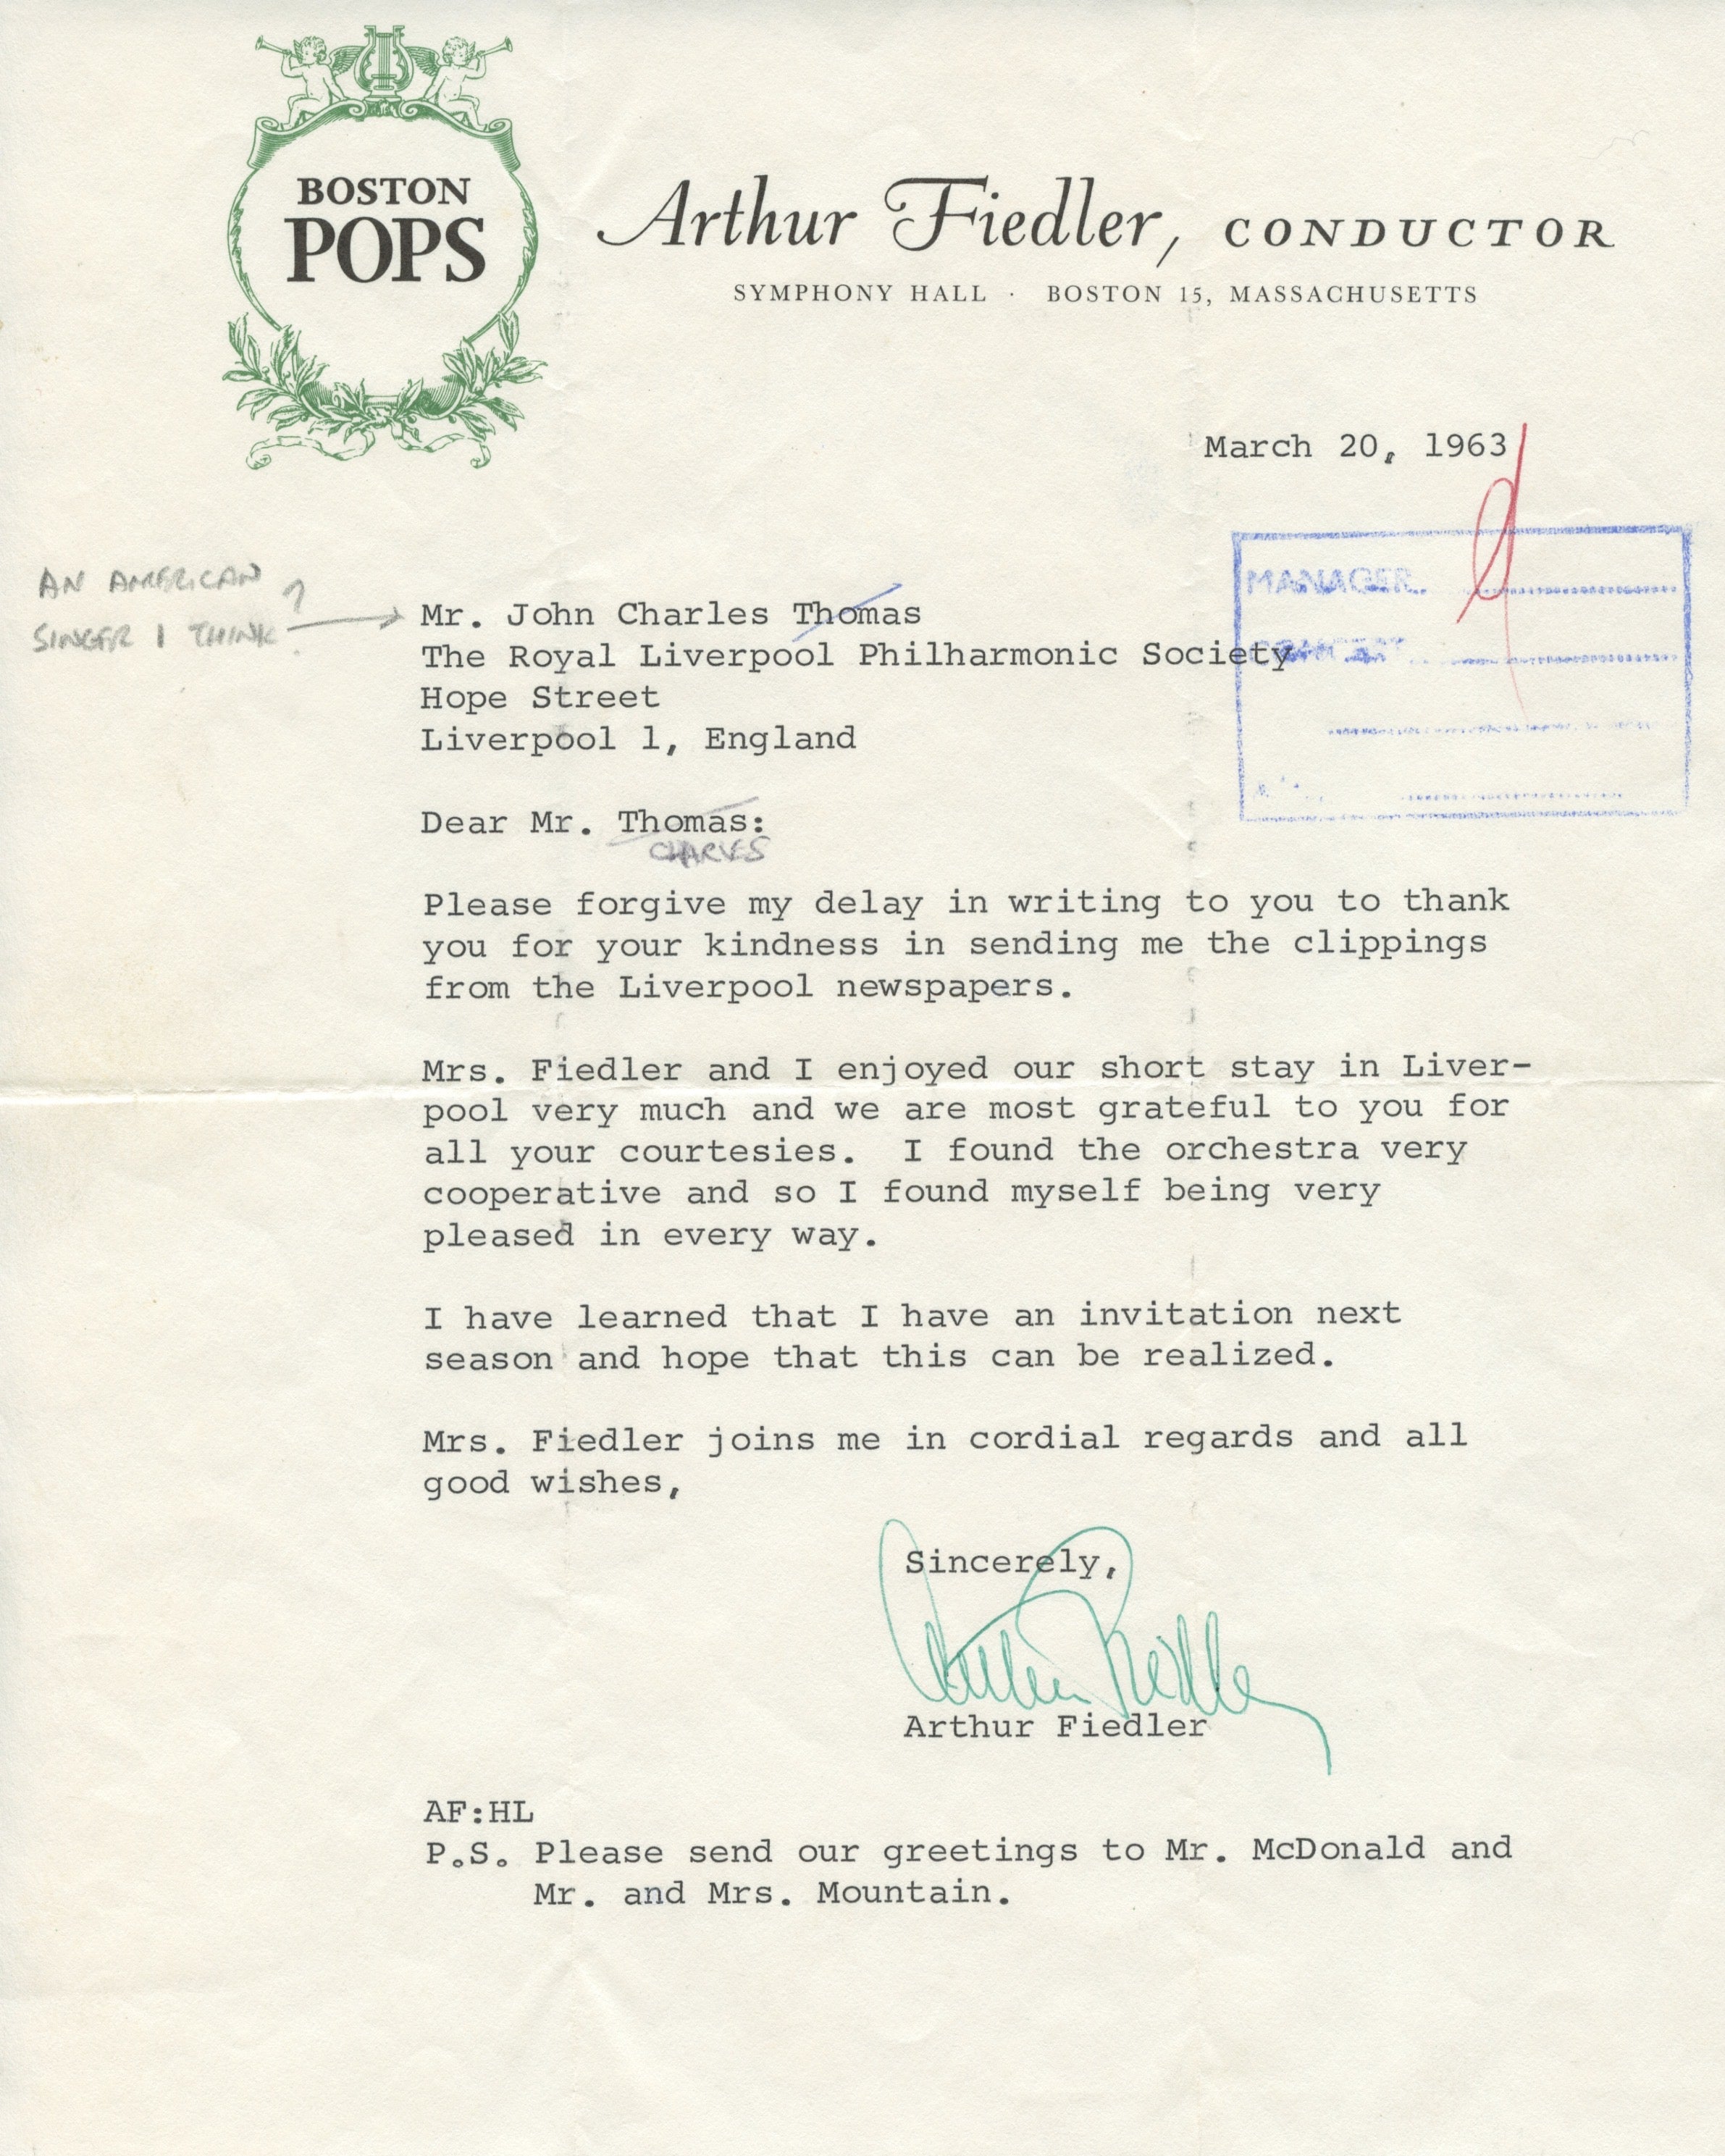 BOSTON
POPS
Arthur Fiedler, CONDUCTOR
SYMPHONY HALL · BOSTON 15, MASSACHUSETTS
March 20, 1963
MANAGER
AN AMERICAN
SINGER I THINK ?
Mr. John Charles Thomas
The Royal Liverpool Philharmonic Society
Hope Street
Liverpool 1, England
Dear Mr. Thomas:
CHARLES
Please forgive my delay in writing to you to thank
you for your kindness in sending me the clippings
from the Liverpool newspapers.
Mrs. Fiedler and I enjoyed our short stay in Liver-
pool very much and we are most grateful to you for
all your courtesies. I found the orchestra very
cooperative and so I found myself being very
pleased in every way.
I have learned that I have an invitation next
season and hope that this can be realized.
Mrs. Fiedler joins me in cordial regards and all
good wishes,
Sincerely,
Arthur Fiedler
Arthur Fiedler
AF:HL
P.S. Please send our greetings to Mr. McDonald and
Mr. and Mrs. Mountain.